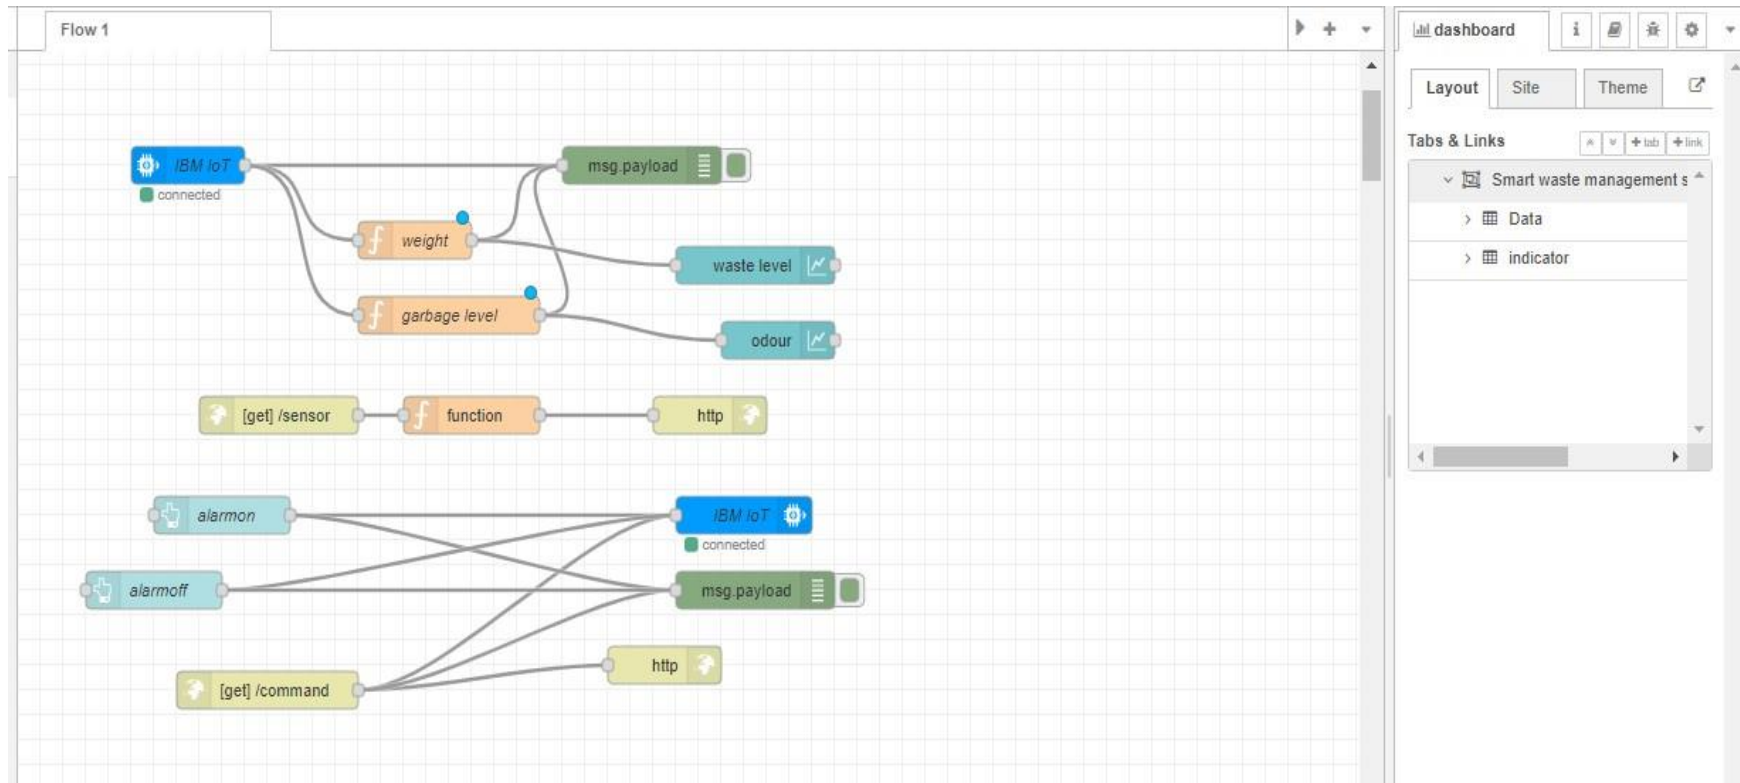 Flow 1
dashboard
i
Layout
Site
Theme
Tabs & Links
tab
link
Smart waste management s
Data
indicator
IBM IoT
connected
msg.payload
weight
waste level
garbage level
odour
[get] /sensor
function
http
alarmon
IBM IoT
connected
alarmoff
msg.payload
http
[get] /command